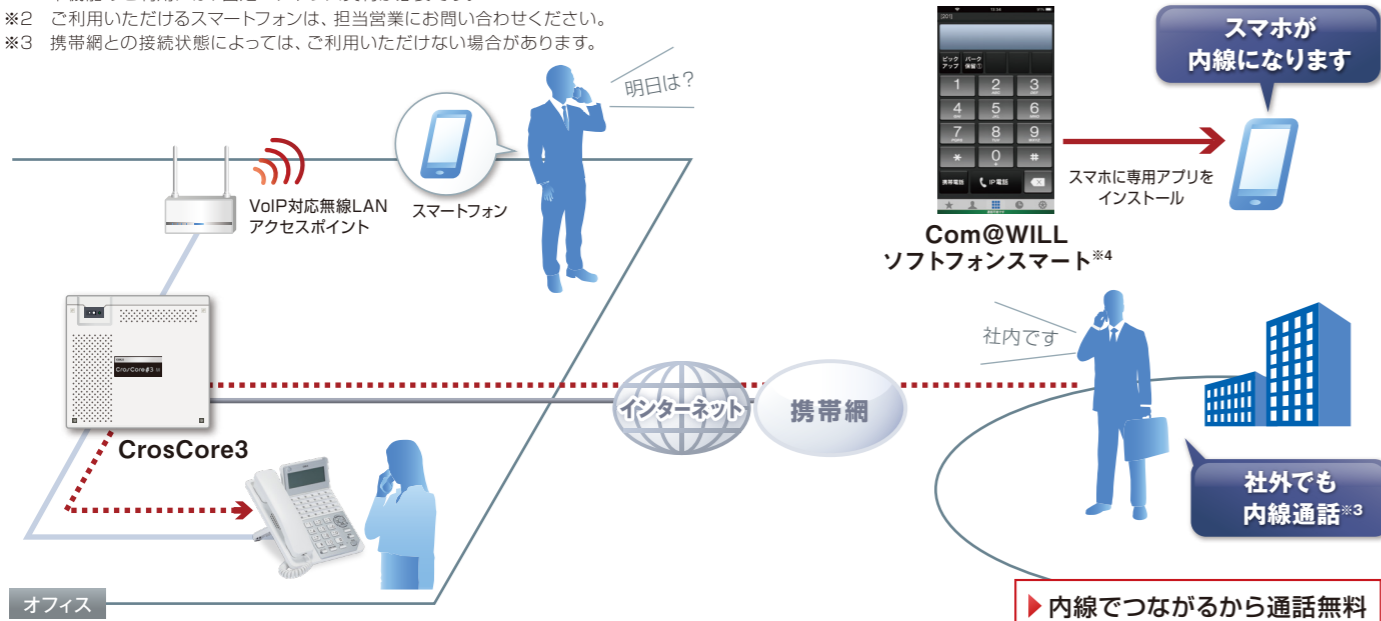 ※2 ご利用いただけるスマートフォンは、担当営業にお問い合わせください。
※3 携帯網との接続状態によっては、ご利用いただけない場合があります。
明日は？
VoIP対応無線LAN
アクセスポイント
スマートフォン
[201]
ピック
アップ
パーク
保留①
1
2
3
4
5
6
7
8
9
*
0
#
携帯電話
IP電話
スマホが
内線になります
スマホに専用アプリを
インストール
Com@WILL
ソフトフォンスマート※4
社内です
CrosCore3
インターネット
携帯網
社外でも
内線通話※3
オフィス
内線でつながるから通話無料